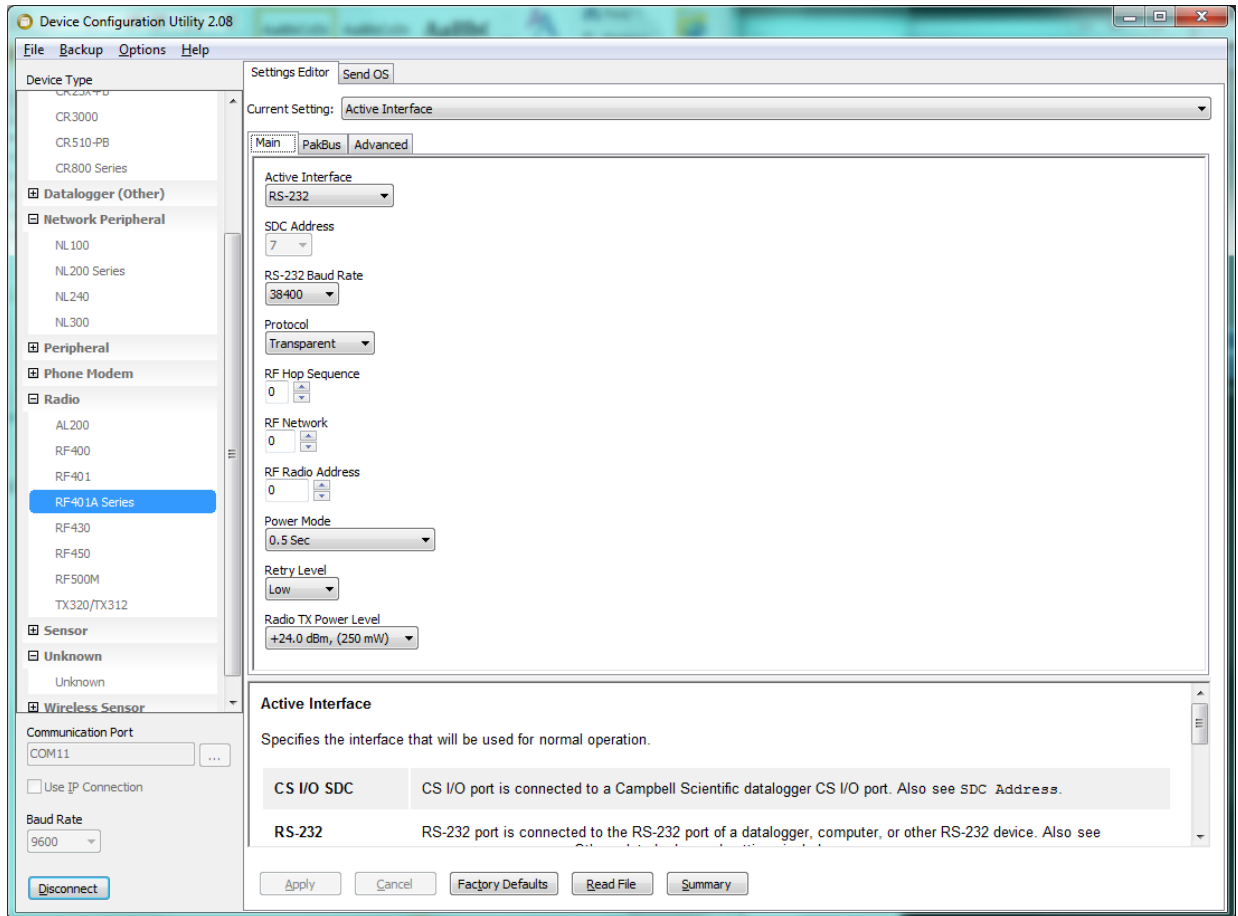 Device Configuration Utility 2.08
File Backup Options Help
Device Type
CR3000
CR510-PB
CR800 Series
Datalogger (Other)
Network Peripheral
NL100
NL200 Series
NL240
NL300
Peripheral
Phone Modem
Radio
AL200
RF400
RF401
RF401A Series
RF430
RF450
RF500M
TX320/TX312
Sensor
Unknown
Unknown
Wireless Sensor
Communication Port
COM11
...
Use IP Connection
Baud Rate
9600
Disconnect
Settings Editor Send OS
Current Setting: Active Interface
Main PakBus Advanced
Active Interface
RS-232
SDC Address
7
RS-232 Baud Rate
38400
Protocol
Transparent
RF Hop Sequence
0
RF Network
0
RF Radio Address
0
Power Mode
0.5 Sec
Retry Level
Low
Radio TX Power Level
+24.0 dBm, (250 mW)
Active Interface
Specifies the interface that will be used for normal operation.
CS I/O SDC CS I/O port is connected to a Campbell Scientific datalogger CS I/O port. Also see SDC Address.
RS-232 RS-232 port is connected to the RS-232 port of a datalogger, computer, or other RS-232 device. Also see
Apply Cancel Factory Defaults Read File Summary